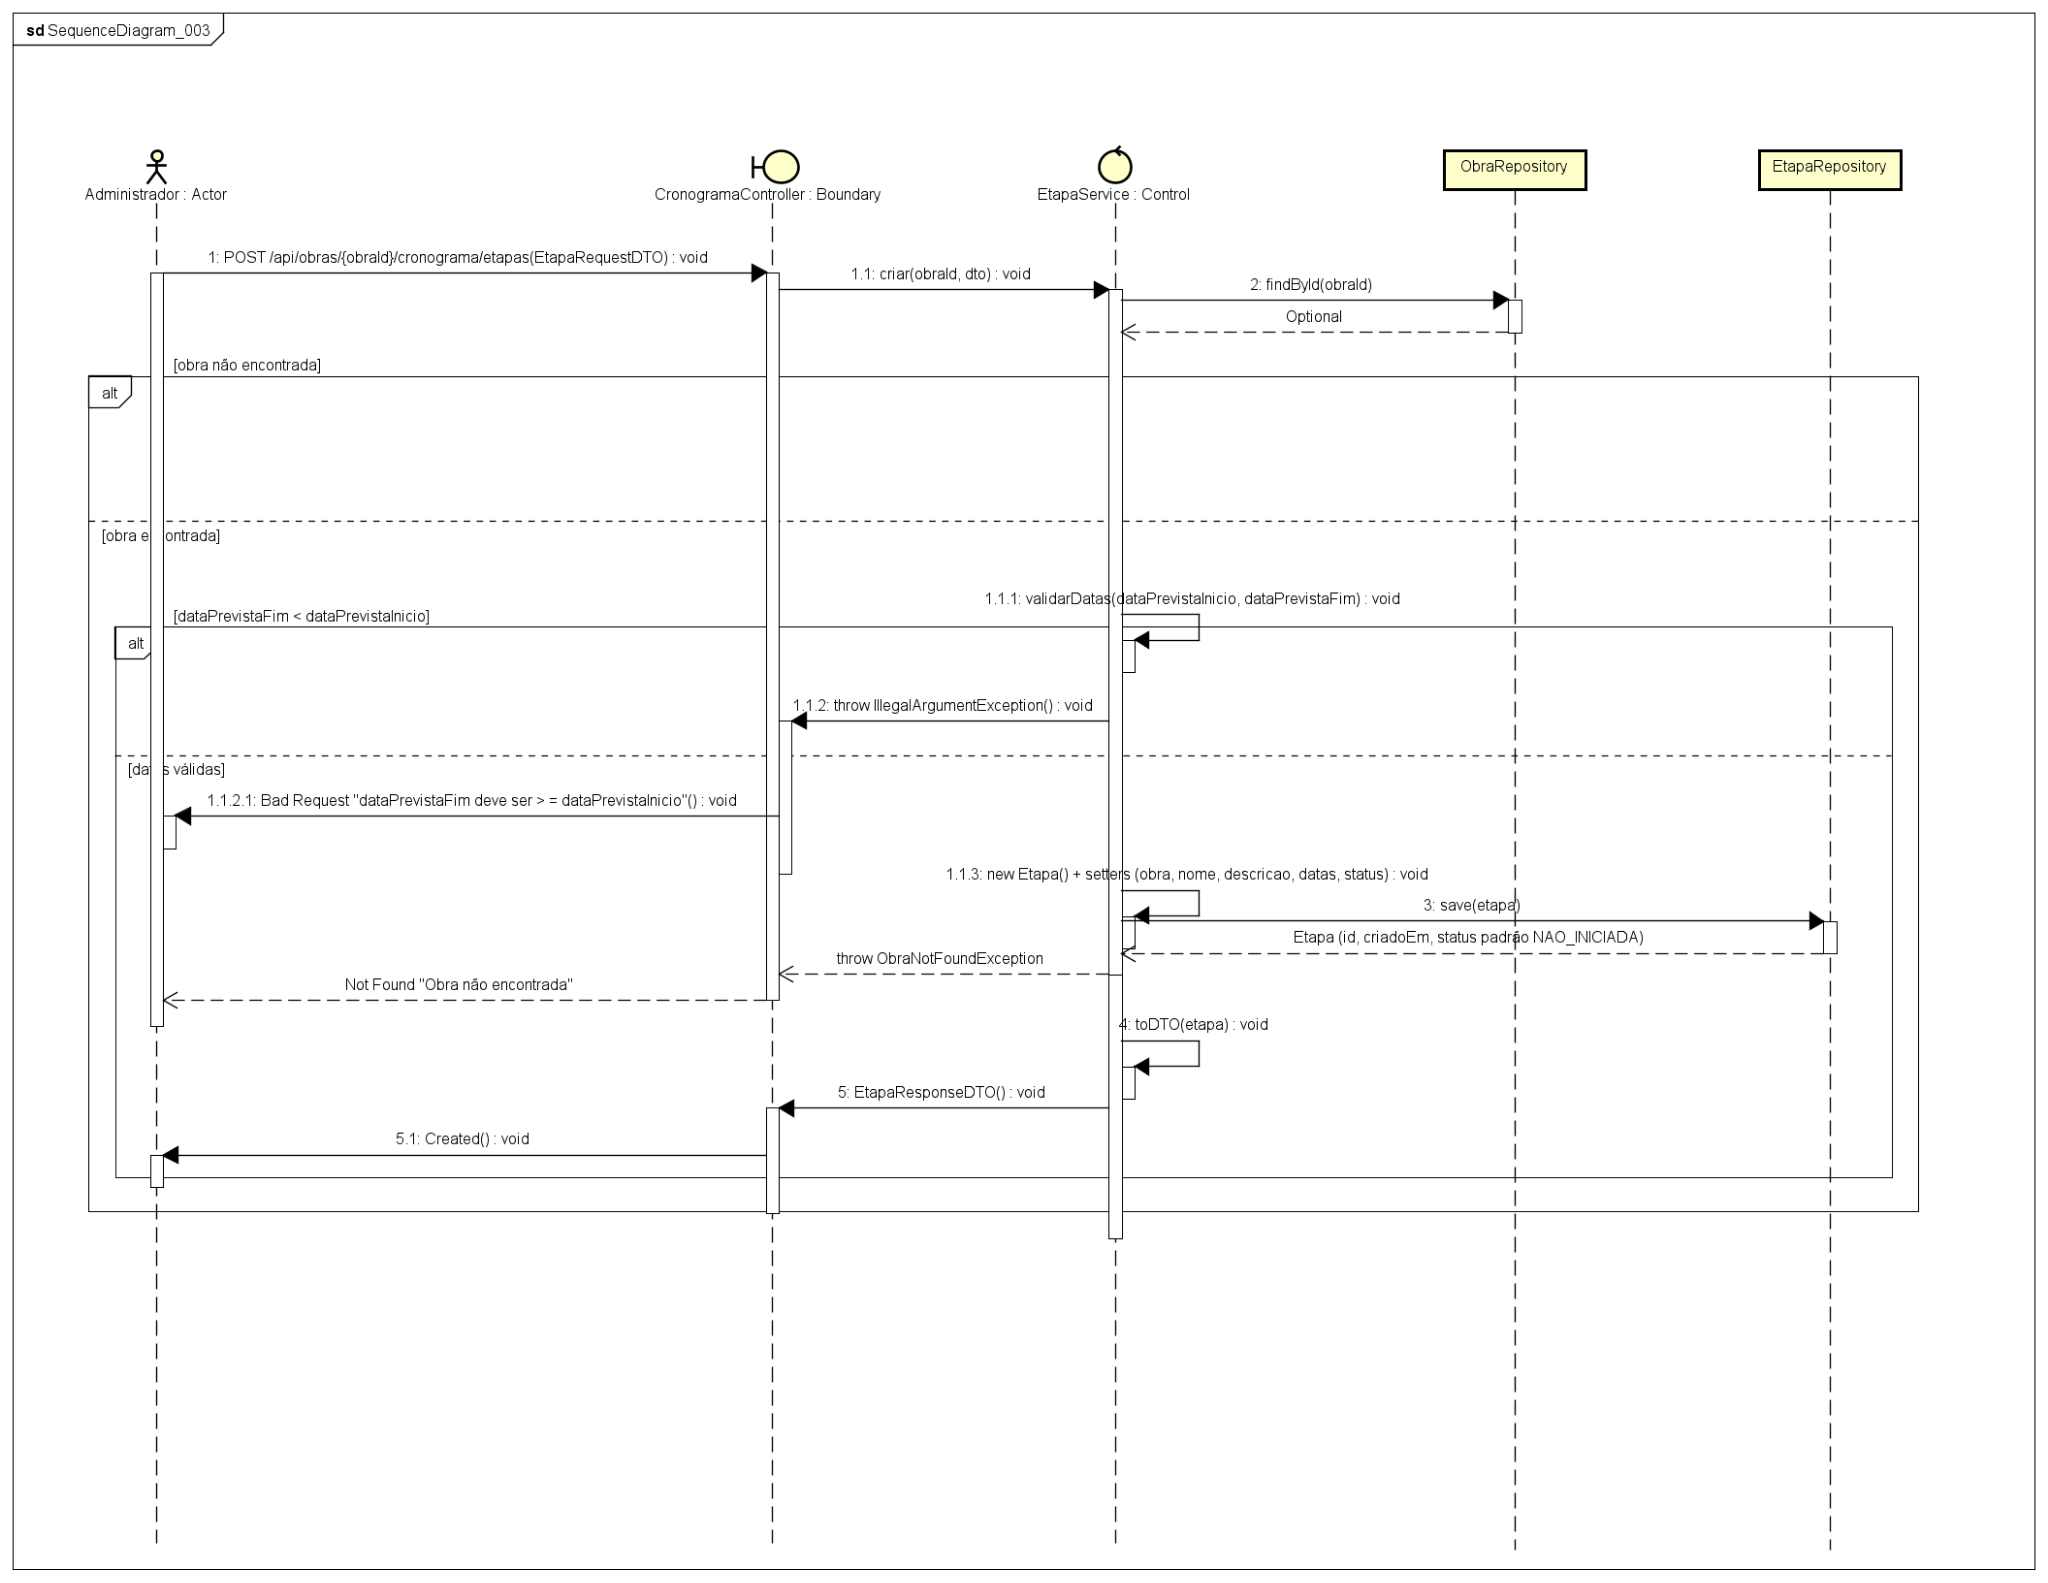 sd SequenceDiagram_003
Administrador : Actor
CronogramaController : Boundary
EtapaService : Control
ObraRepository
EtapaRepository
1: POST /api/obras/{obraId}/cronograma/etapas(EtapaRequestDTO) : void
1.1: criar(obraId, dto) : void
2: findById(obraId)
Optional
[obra não encontrada]
alt
[obra e ontrada]
1.1.1: validarDatas(dataPrevistaInicio, dataPrevistaFim) : void
[dataPrevistaFim < dataPrevistaInicio]
alt
1.1.2: throw IllegalArgumentException() : void
[da s válidas]
1.1.2.1: Bad Request "dataPrevistaFim deve ser > = dataPrevistaInicio"() : void
1.1.3: new Etapa() + setters (obra, nome, descricao, datas, status) : void
3: save(etapa)
Etapa (id, criadoEm, status padrão NAO_INICIADA)
throw ObraNotFoundException
Not Found "Obra não encontrada"
4: toDTO(etapa) : void
5: EtapaResponseDTO() : void
5.1: Created() : void